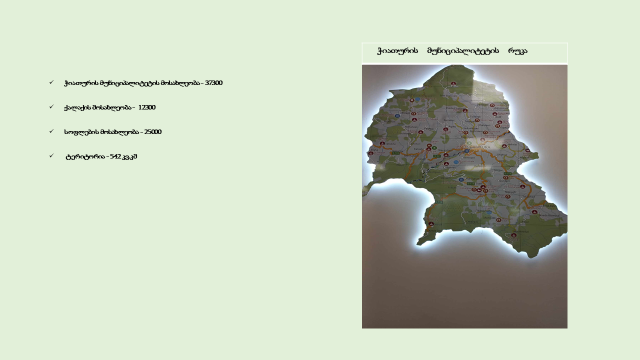 ჭიათურის მუნიციპალიტეტის რუკა
ჭიათურის მუნიციპალიტეტის მოსახლეობა – 37300
ქალაქის მოსახლეობა – 12300
სოფლების მოსახლეობა – 25000
ტერიტორია – 542 კვ.კმ